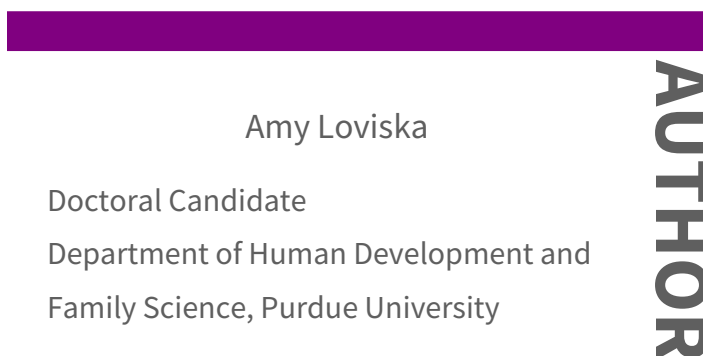 Amy Loviska
Doctoral Candidate
Department of Human Development and
Family Science, Purdue University
AUTHOR